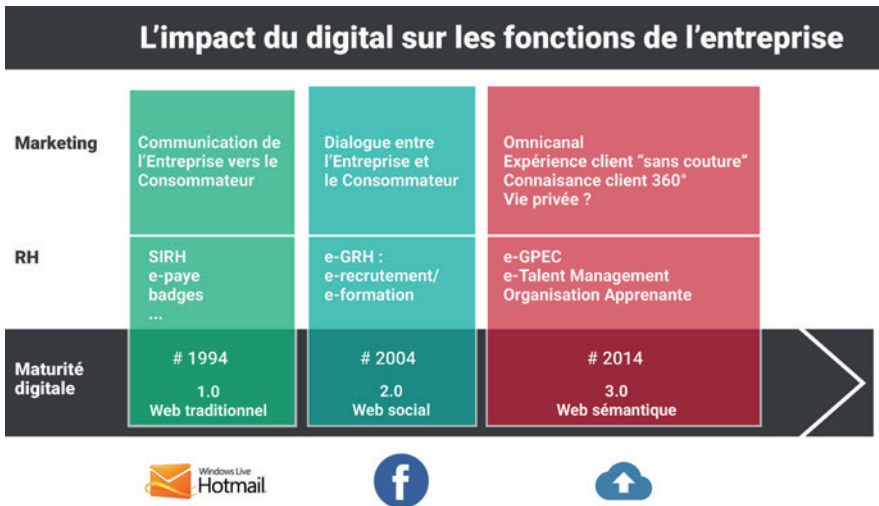 L'impact du digital sur les fonctions de l'entreprise
Marketing
Communication de
l'Entreprise vers le
Consommateur
Dialogue entre
l'Entreprise et
le Consommateur
Omnicanal
Expérience client “sans couture”
Connaisance client 360°
Vie privée ?
RH
SIRH
e-paye
badges
...
e-GRH :
e-recrutement/
e-formation
e-GPEC
e-Talent Management
Organisation Apprenante
Maturité
digitale
# 1994
1.0
Web traditionnel
# 2004
2.0
Web social
# 2014
3.0
Web sémantique
Windows Live
Hotmail
f